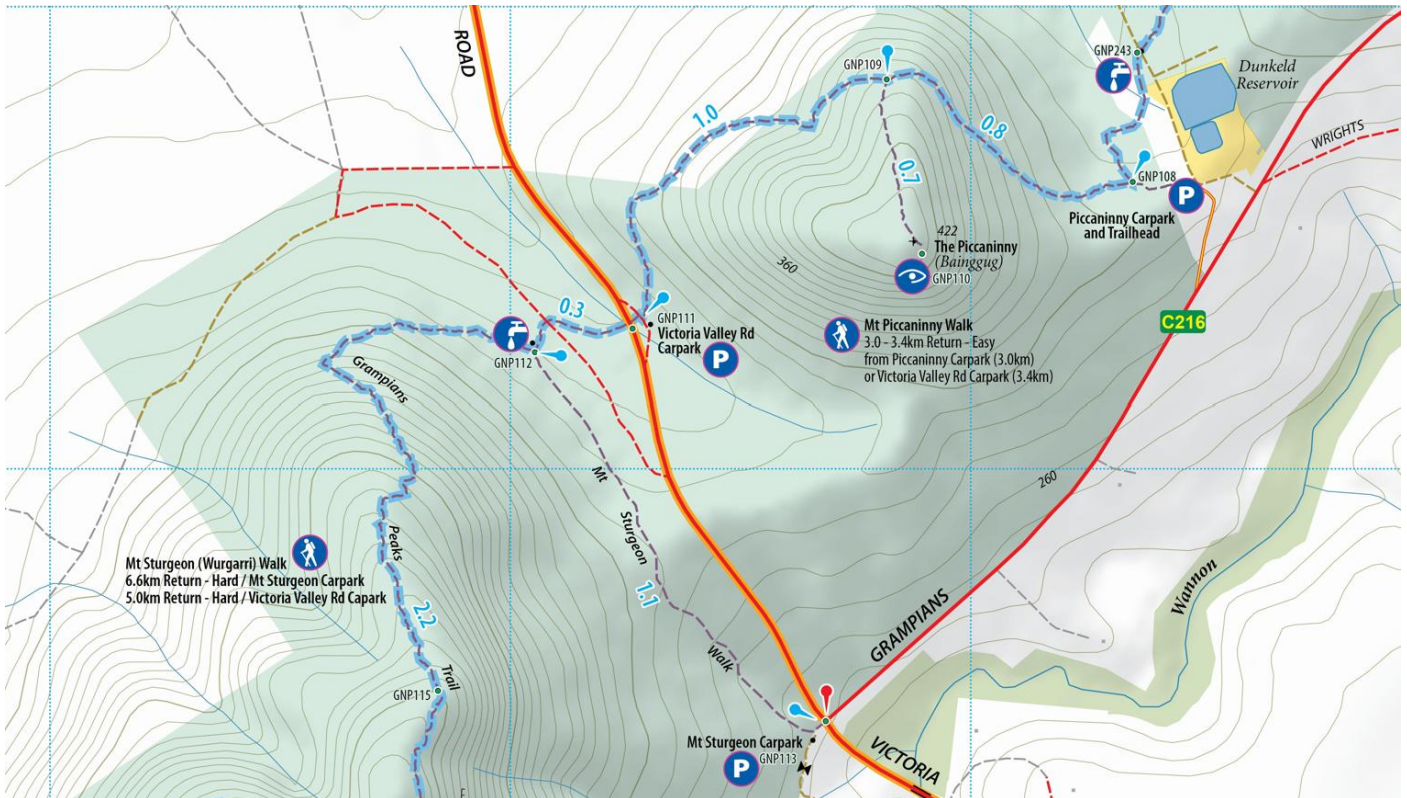 ROAD
GNP109
GNP243
Dunkeld
Reservoir
WRIGHTS
1.0
0.8
0.7
GNP108
P
Piccaninny Carpark
and Trailhead
422
The Piccaninny
(Bainggug)
GNP110
360
C216
0.3
GNP111
Victoria Valley Rd
Carpark
P
Mt Piccaninny Walk
3.0 - 3.4km Return - Easy
from Piccaninny Carpark (3.0km)
or Victoria Valley Rd Carpark (3.4km)
GNP112
Grampians
Peaks
Trail
Mt
Sturgeon
Walk
260
Mt Sturgeon (Wurgarri) Walk
6.6km Return - Hard / Mt Sturgeon Carpark
5.0km Return - Hard / Victoria Valley Rd Capark
2.2
1.1
GRAMPIANS
Wannon
GNP115
Mt Sturgeon Carpark
P
GNP113
VICTORIA